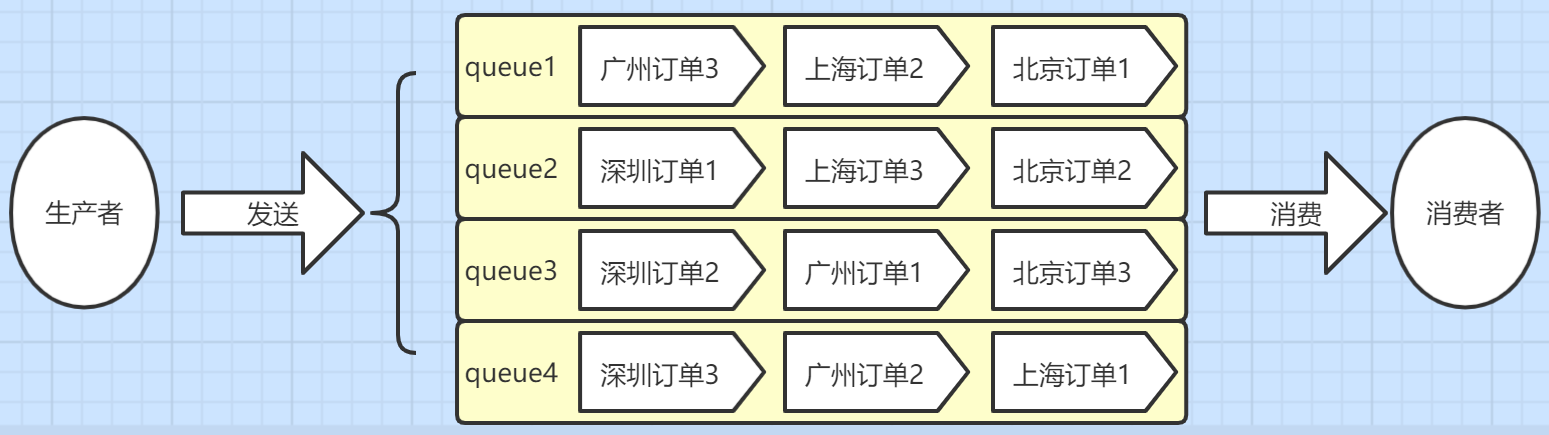 生产者
发送
queue1 广州订单3 上海订单2 北京订单1
queue2 深圳订单1 上海订单3 北京订单2
queue3 深圳订单2 广州订单1 北京订单3
queue4 深圳订单3 广州订单2 上海订单1
消费
消费者